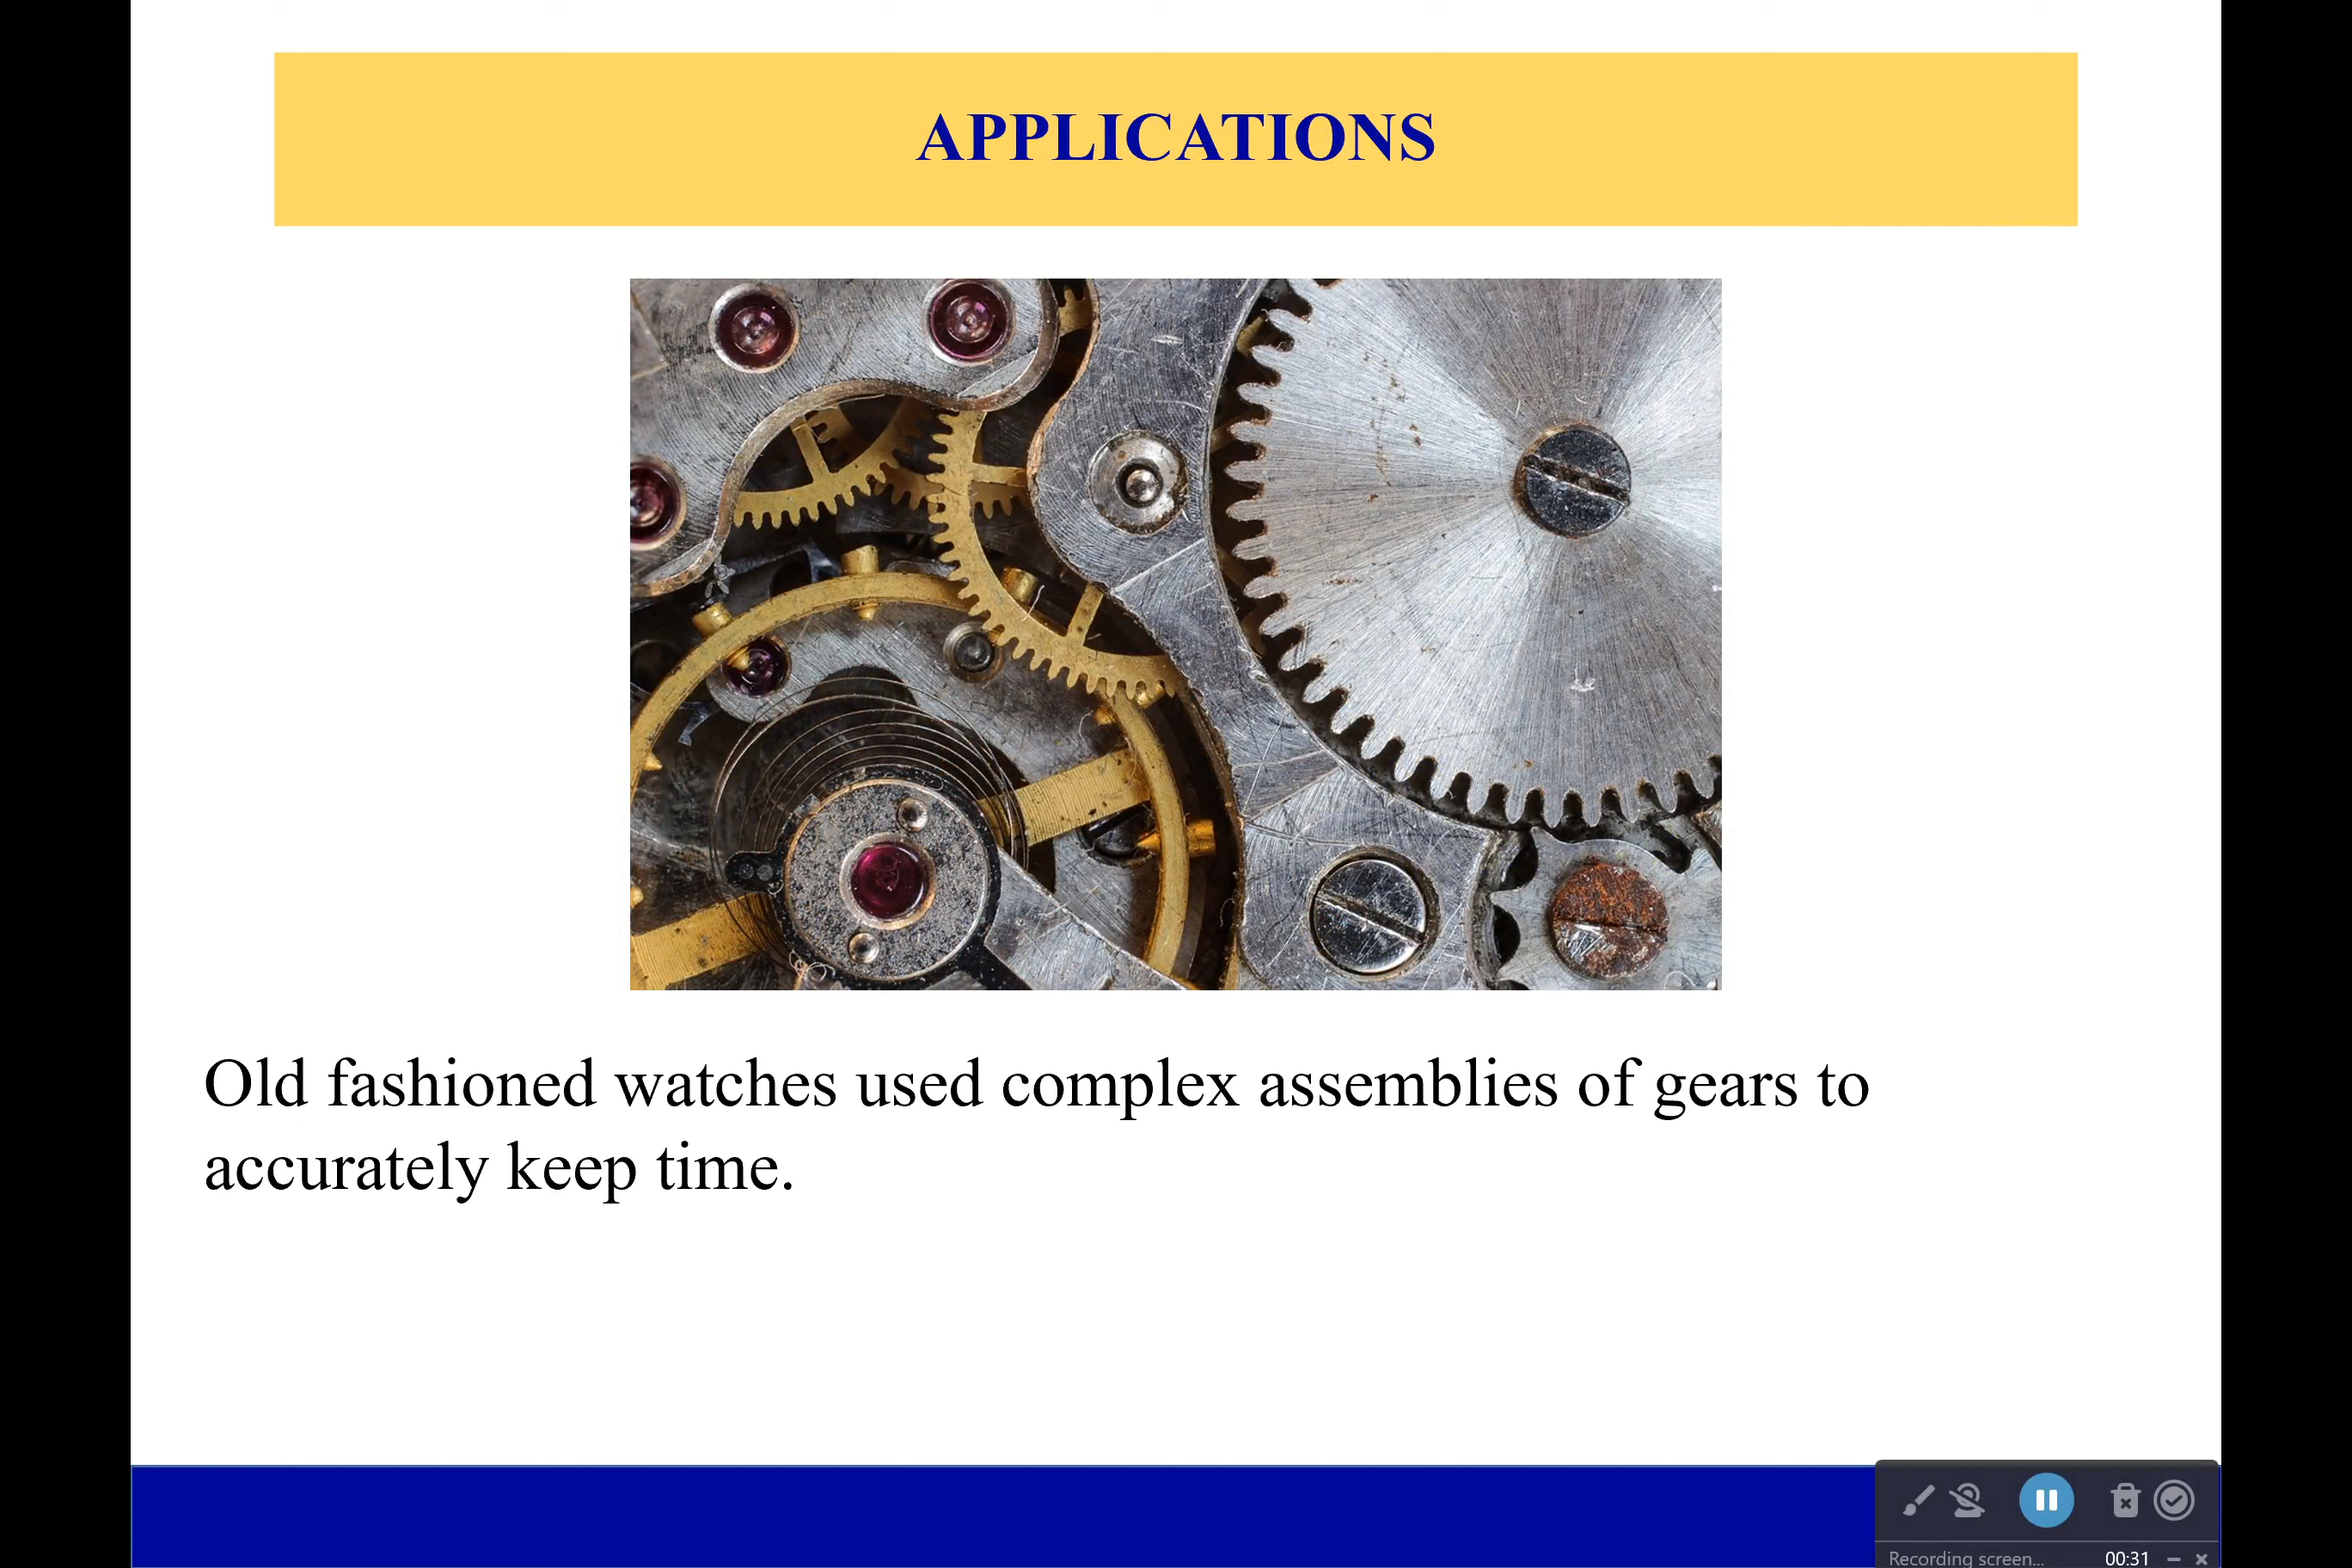 APPLICATIONS
Old fashioned watches used complex assemblies of gears to
accurately keep time.
Recording screen... 00:31